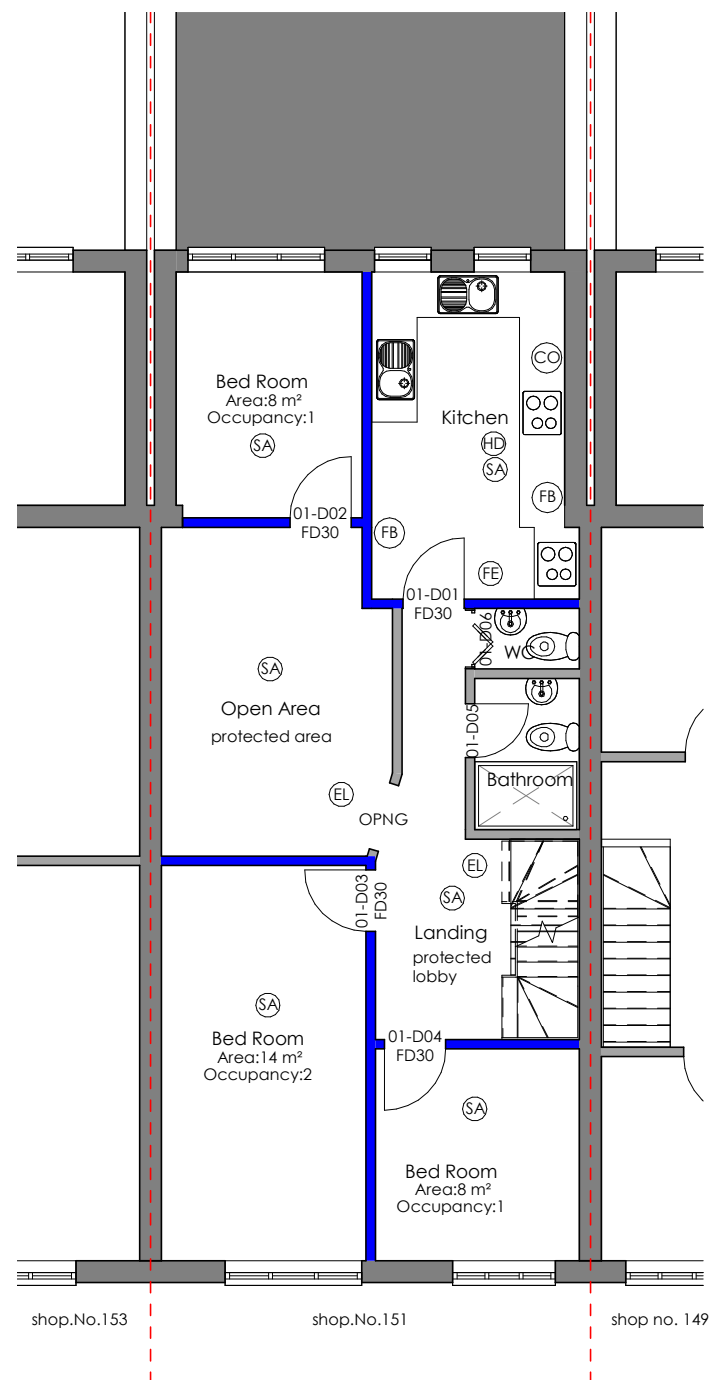 Bed Room
Area:8 m²
Occupancy:1
SA
CO
Kitchen
HD
SA
FB
01-D02
FD30
FB
FE
01-D01
FD30
01-D06
WC
SA
Open Area
protected area
01-D05
Bathroom
EL
OPNG
EL
01-D03
FD30
SA
Landing
protected
lobby
SA
Bed Room
Area:14 m²
Occupancy:2
01-D04
FD30
SA
Bed Room
Area:8 m²
Occupancy:1
shop.No.153
shop.No.151
shop no. 149